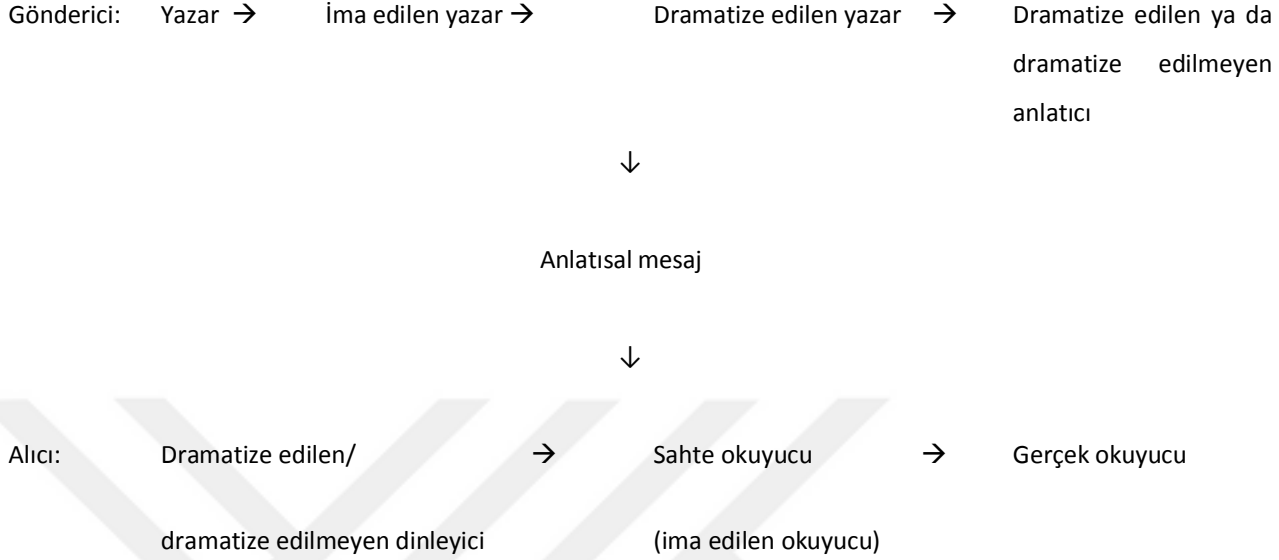 Gönderici: Yazar → İma edilen yazar → Dramatize edilen yazar → Dramatize edilen ya da
dramatize edilmeyen
anlatıcı
↓
Anlatısal mesaj
↓
Alıcı: Dramatize edilen/ → Sahte okuyucu → Gerçek okuyucu
dramatize edilmeyen dinleyici (ima edilen okuyucu)